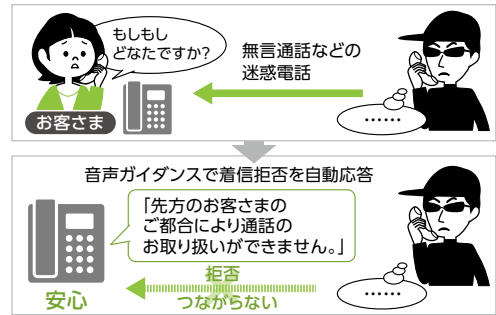 もしもし
どなたですか?
無言通話などの
迷惑電話
お客さま
……
音声ガイダンスで着信拒否を自動応答
「先方のお客さまの
ご都合により通話の
お取り扱いができません。」
拒否
つながらない
安心
……